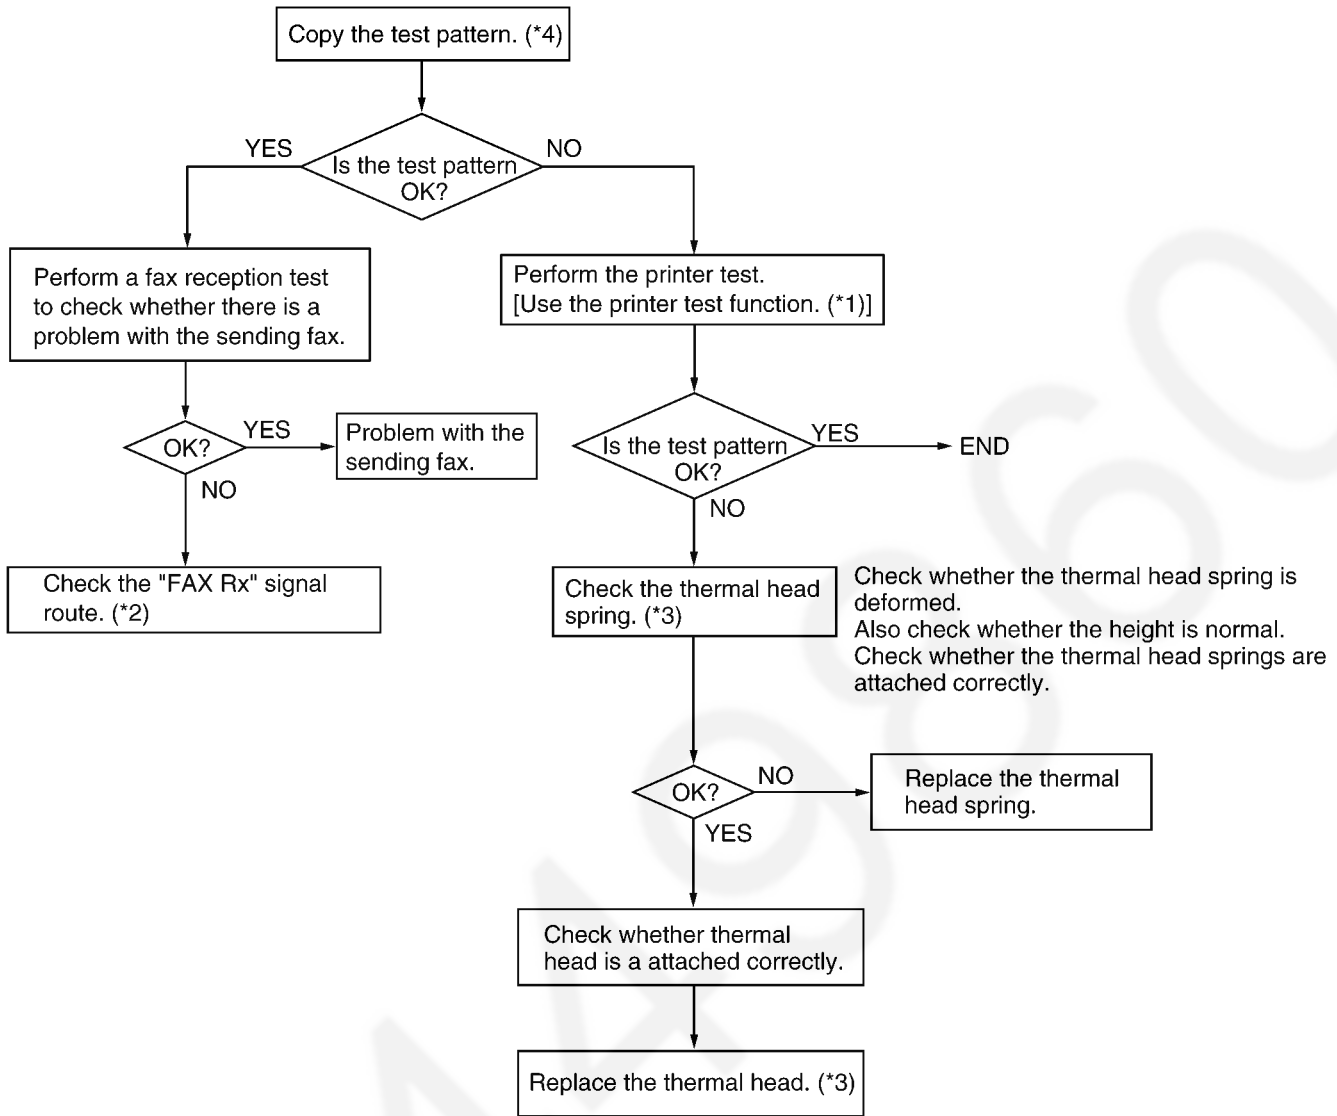 Copy the test pattern. (*4)
YES
NO
Is the test pattern
OK?
Perform a fax reception test
to check whether there is a
problem with the sending fax.
Perform the printer test.
[Use the printer test function. (*1)]
OK?
YES
Problem with the
sending fax.
NO
Is the test pattern
OK?
YES
END
NO
Check the "FAX Rx" signal
route. (*2)
Check the thermal head
spring. (*3)
Check whether the thermal head spring is
deformed.
Also check whether the height is normal.
Check whether the thermal head springs are
attached correctly.
OK?
NO
Replace the thermal
head spring.
YES
Check whether thermal
head is a attached correctly.
Replace the thermal head. (*3)